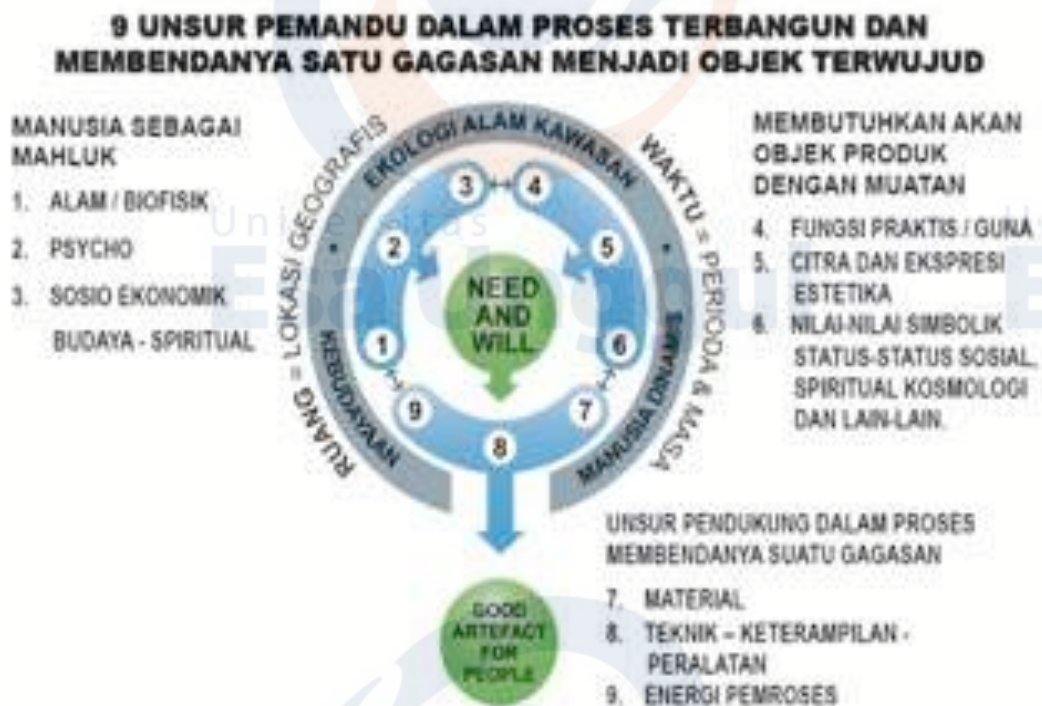 9 UNSUR PEMANDU DALAM PROSES TERBANGUN DAN
MEMBENDANYA SATU GAGASAN MENJADI OBJEK TERWUJUD
MANUSIA SEBAGAI
MAHLUK
1. ALAM / BIOFISIK
2. PSYCHO
3. SOSIO EKONOMIK
BUDAYA - SPIRITUAL
RUANG = LOKASI GEOGRAFIS
EKOLOGI ALAM KAWASAN
WAKTU = PERIODA & MASA
KEBUDAYAAN
MANUSIA DINAMIS
1
2
3
4
5
6
7
8
9
NEED
AND
WILL
GOOD
ARTEFACT
FOR
PEOPLE
MEMBUTUHKAN AKAN
OBJEK PRODUK
DENGAN MUATAN
4. FUNGSI PRAKTIS / GUNA
5. CITRA DAN EKSPRESI
ESTETIKA
6. NILAI-NILAI SIMBOLIK
STATUS-STATUS SOSIAL,
SPIRITUAL KOSMOLOGI
DAN LAIN-LAIN.
UNSUR PENDUKUNG DALAM PROSES
MEMBENDANYA SUATU GAGASAN
7. MATERIAL
8. TEKNIK – KETERAMPILAN -
PERALATAN
9. ENERGI PEMROSES
Universitas
Esa Unggul